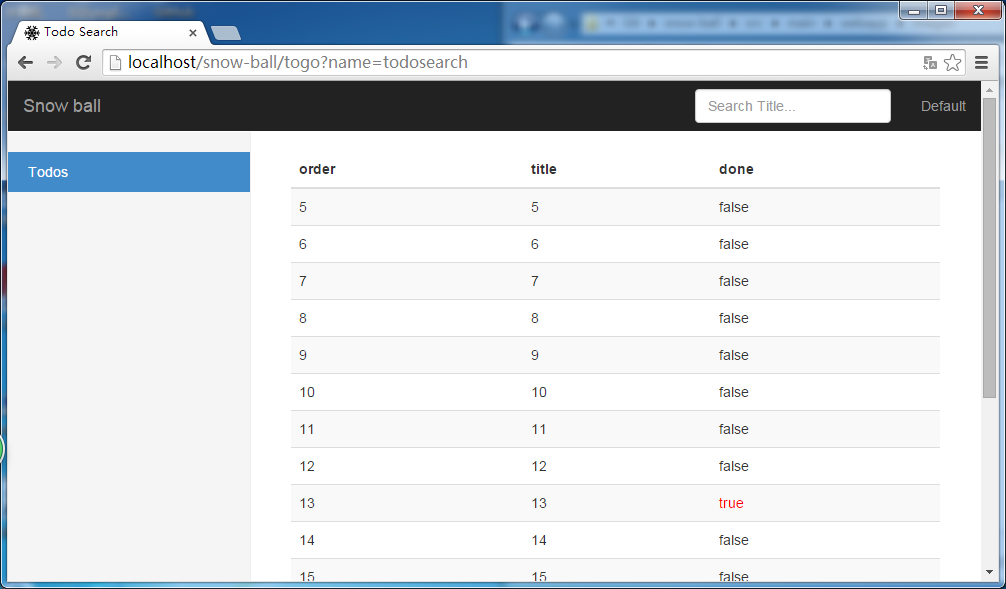 Todo Search
localhost/snow-ball/togo?name=todosearch
Snow ball
Search Title...
Default
Todos
order title done
5 5 false
6 6 false
7 7 false
8 8 false
9 9 false
10 10 false
11 11 false
12 12 false
13 13 true
14 14 false
15 15 false